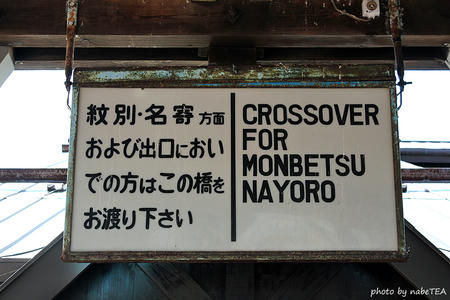 紋別・名寄方面
および出口におい
での方はこの橋を
お渡り下さい
CROSSOVER
FOR
MONBETSU
NAYORO
photo by nabeTEA